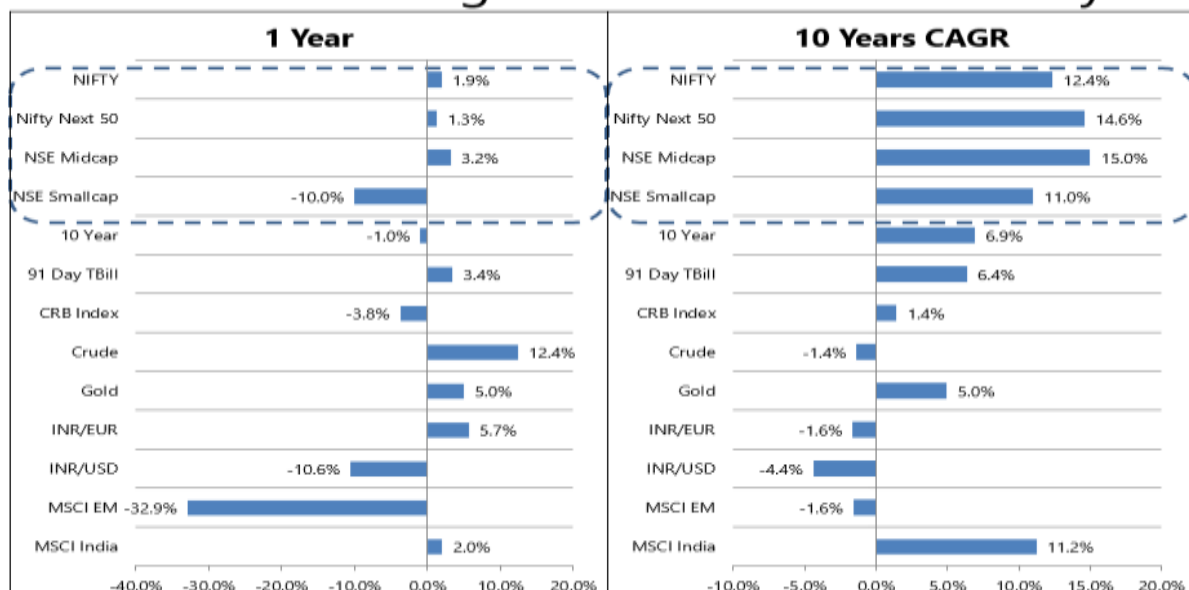 1 Year
NIFTY 1.9%
Nifty Next 50 1.3%
NSE Midcap 3.2%
NSE Smallcap -10.0%
10 Year -1.0%
91 Day TBill 3.4%
CRB Index -3.8%
Crude 12.4%
Gold 5.0%
INR/EUR 5.7%
INR/USD -10.6%
MSCI EM -32.9%
MSCI India 2.0%
-40.0% -30.0% -20.0% -10.0% 0.0% 10.0% 20.0%
10 Years CAGR
NIFTY 12.4%
Nifty Next 50 14.6%
NSE Midcap 15.0%
NSE Smallcap 11.0%
10 Year 6.9%
91 Day TBill 6.4%
CRB Index 1.4%
Crude -1.4%
Gold 5.0%
INR/EUR -1.6%
INR/USD -4.4%
MSCI EM -1.6%
MSCI India 11.2%
-10.0% -5.0% 0.0% 5.0% 10.0% 15.0% 20.0%